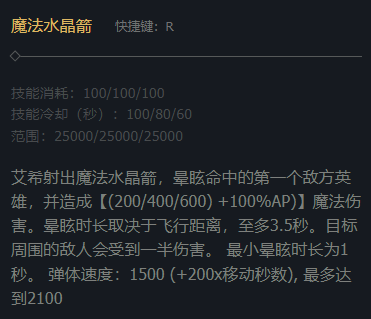 魔法水晶箭 快捷键：R
技能消耗：100/100/100
技能冷却（秒）：100/80/60
范围：25000/25000/25000
艾希射出魔法水晶箭，晕眩命中的第一个敌方英
雄，并造成【(200/400/600) +100%AP)】魔法伤
害。晕眩时长取决于飞行距离，至多3.5秒。目标
周围的敌人会受到一半伤害。 最小晕眩时长为1
秒。 弹体速度：1500 (+200x移动秒数), 最多达
到2100